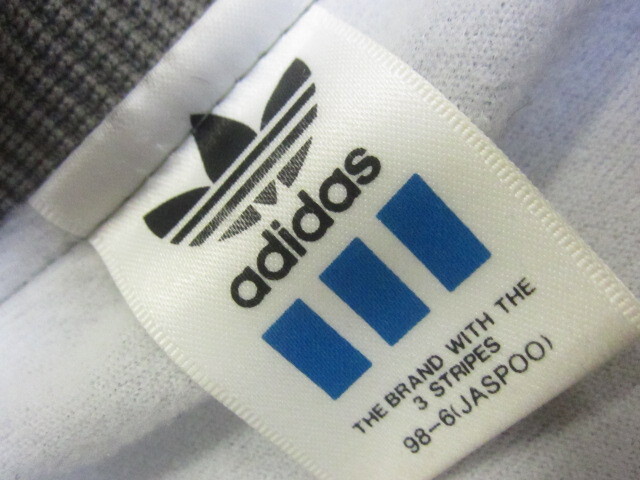 adidas
THE BRAND WITH THE
3 STRIPES
98-6(JASPOO)